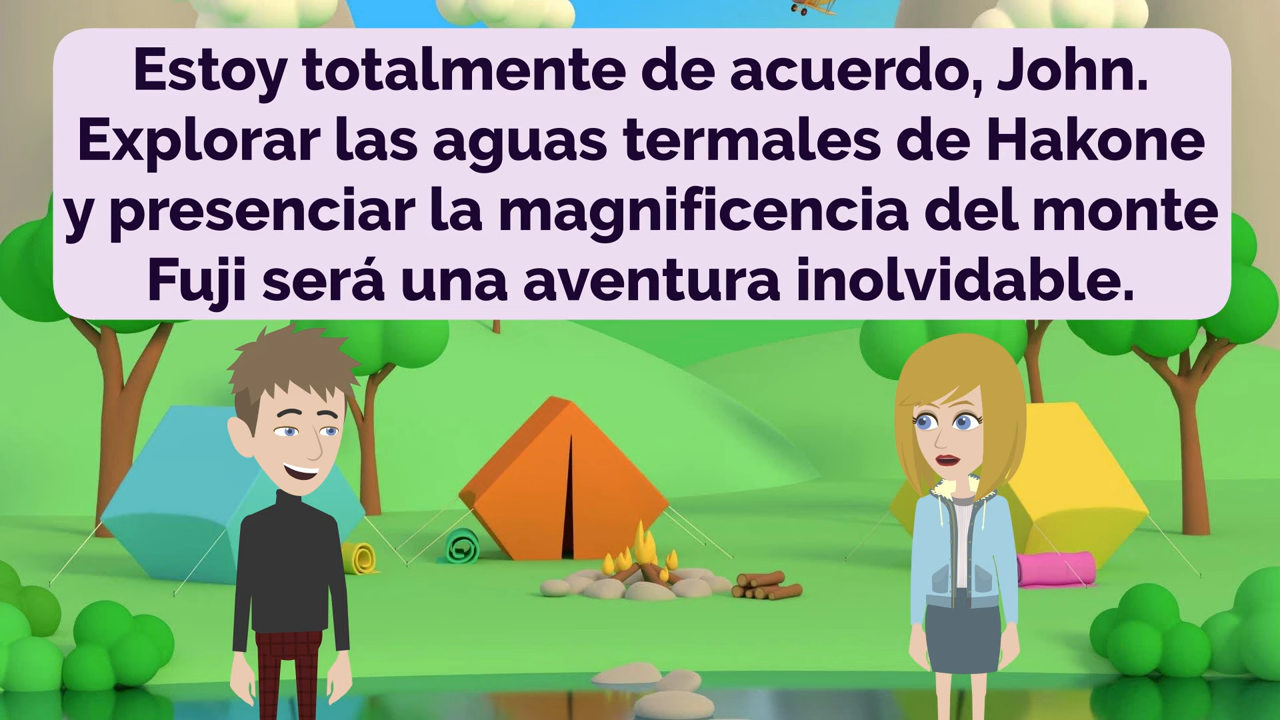 Estoy totalmente de acuerdo, John.
Explorar las aguas termales de Hakone
y presenciar la magnificencia del monte
Fuji será una aventura inolvidable.